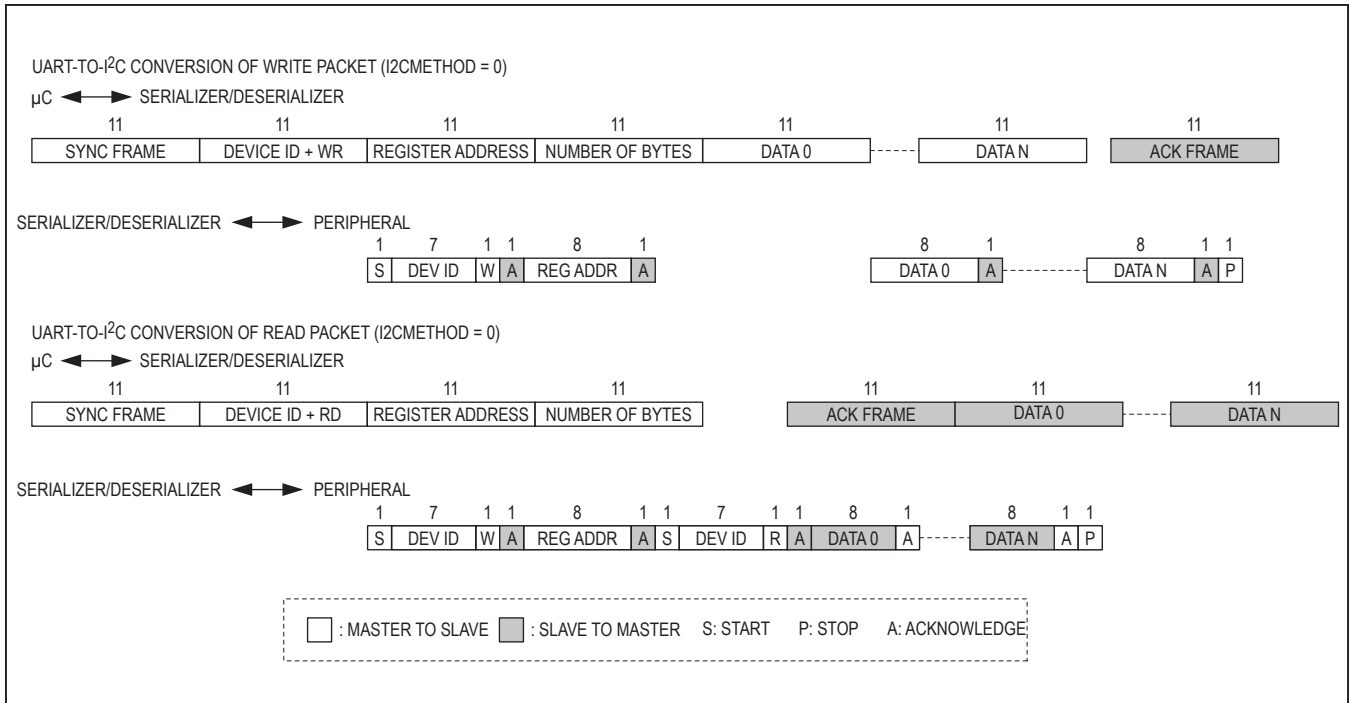 UART-TO-I2C CONVERSION OF WRITE PACKET (I2CMETHOD = 0)
µC SERIALIZER/DESERIALIZER
11 11 11 11 11 11 11
SYNC FRAME DEVICE ID + WR REGISTER ADDRESS NUMBER OF BYTES DATA 0 DATA N ACK FRAME
SERIALIZER/DESERIALIZER PERIPHERAL
1 7 1 1 8 1 8 1 8 1 1
S DEV ID W A REG ADDR A DATA 0 A DATA N A P
UART-TO-I2C CONVERSION OF READ PACKET (I2CMETHOD = 0)
µC SERIALIZER/DESERIALIZER
11 11 11 11 11 11 11
SYNC FRAME DEVICE ID + RD REGISTER ADDRESS NUMBER OF BYTES ACK FRAME DATA 0 DATA N
SERIALIZER/DESERIALIZER PERIPHERAL
1 7 1 1 8 1 1 7 1 1 8 1 8 1 1
S DEV ID W A REG ADDR A S DEV ID R A DATA 0 A DATA N A P
: MASTER TO SLAVE : SLAVE TO MASTER S: START P: STOP A: ACKNOWLEDGE